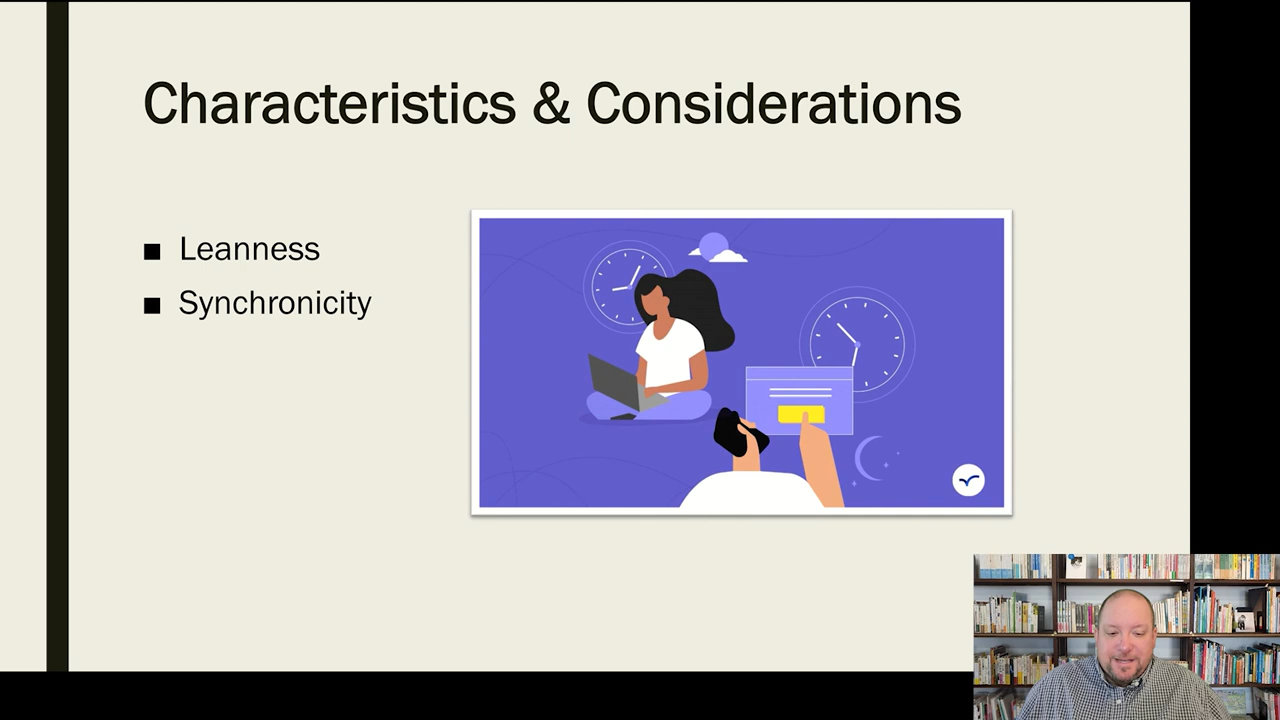 Characteristics & Considerations
■ Leanness
■ Synchronicity